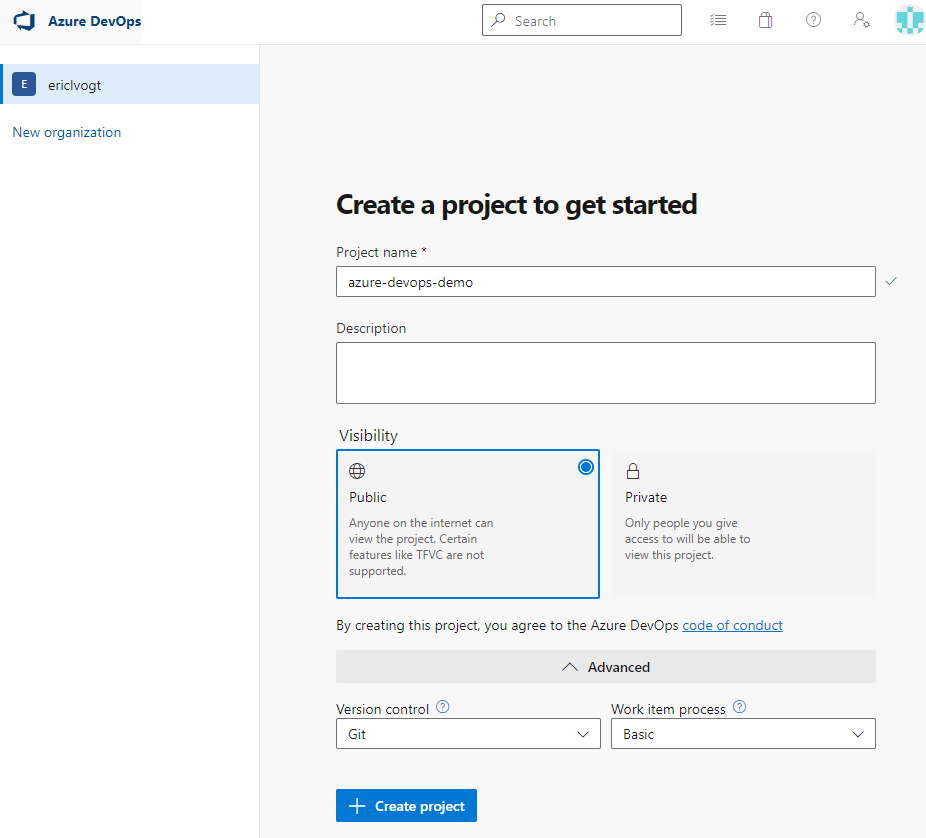 Azure DevOps
Search
E
ericlvogt
New organization
Create a project to get started
Project name *
azure-devops-demo
Description
Visibility
Public
Anyone on the internet can
view the project. Certain
features like TFVC are not
supported.
Private
Only people you give
access to will be able to
view this project.
By creating this project, you agree to the Azure DevOps code of conduct
Advanced
Version control ?
Git
Work item process ?
Basic
Create project